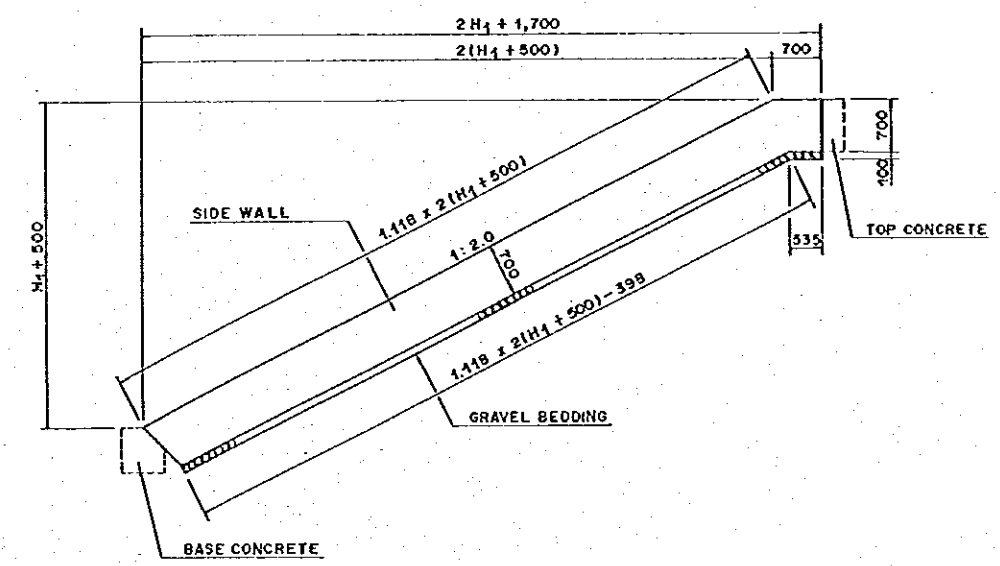 2H1 + 1,700
2(H1 + 500)
700
700
100
H1 + 500
1.118 x 2(H1 + 500)
SIDE WALL
1:2.0
700
TOP CONCRETE
535
1.118 x 2(H1 + 500) - 398
GRAVEL BEDDING
BASE CONCRETE